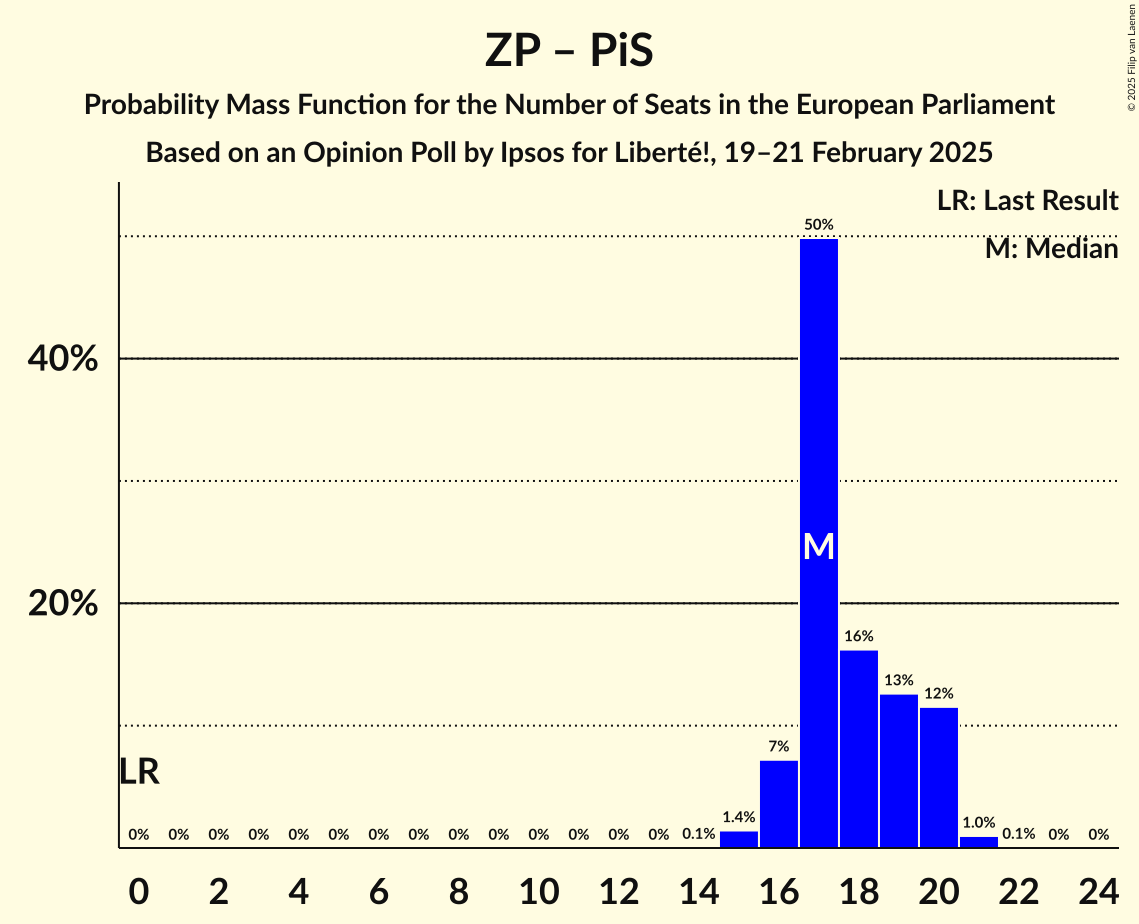 ZP – PiS
Probability Mass Function for the Number of Seats in the European Parliament
Based on an Opinion Poll by Ipsos for Liberté!, 19–21 February 2025
© 2025 Filip van Laenen
LR: Last Result
M: Median
50%
40%
M
20%
16%
13%
12%
7%
LR
0% 0% 0% 0% 0% 0% 0% 0% 0% 0% 0% 0% 0% 0% 0.1% 1.4% 1.0% 0.1% 0% 0%
0 2 4 6 8 10 12 14 16 18 20 22 24